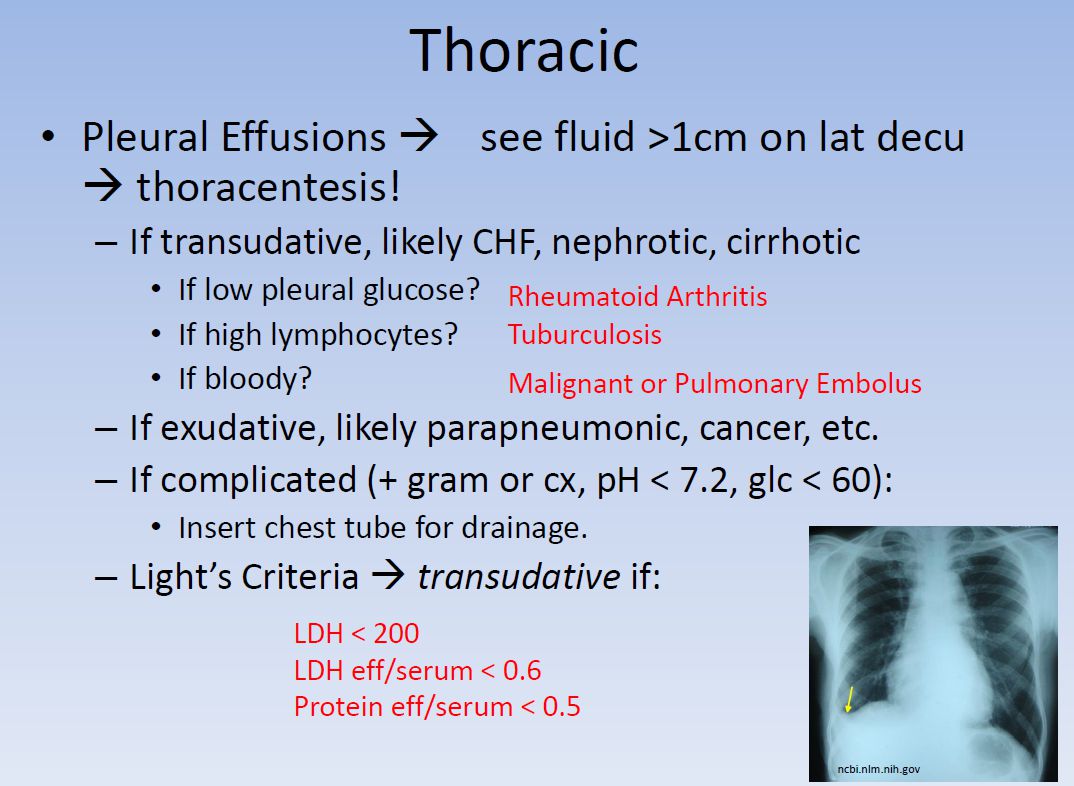 Thoracic
• Pleural Effusions → see fluid >1cm on lat decu
→ thoracentesis!
– If transudative, likely CHF, nephrotic, cirrhotic
• If low pleural glucose? Rheumatoid Arthritis
• If high lymphocytes? Tuburculosis
• If bloody? Malignant or Pulmonary Embolus
– If exudative, likely parapneumonic, cancer, etc.
– If complicated (+ gram or cx, pH < 7.2, glc < 60):
• Insert chest tube for drainage.
– Light's Criteria → transudative if:
LDH < 200
LDH eff/serum < 0.6
Protein eff/serum < 0.5
ncbi.nlm.nih.gov